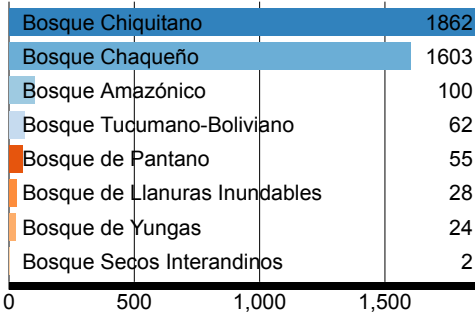 Bosque Chiquitano 1862
Bosque Chaqueño 1603
Bosque Amazónico 100
Bosque Tucumano-Boliviano 62
Bosque de Pantano 55
Bosque de Llanuras Inundables 28
Bosque de Yungas 24
Bosque Secos Interandinos 2
0 500 1,000 1,500